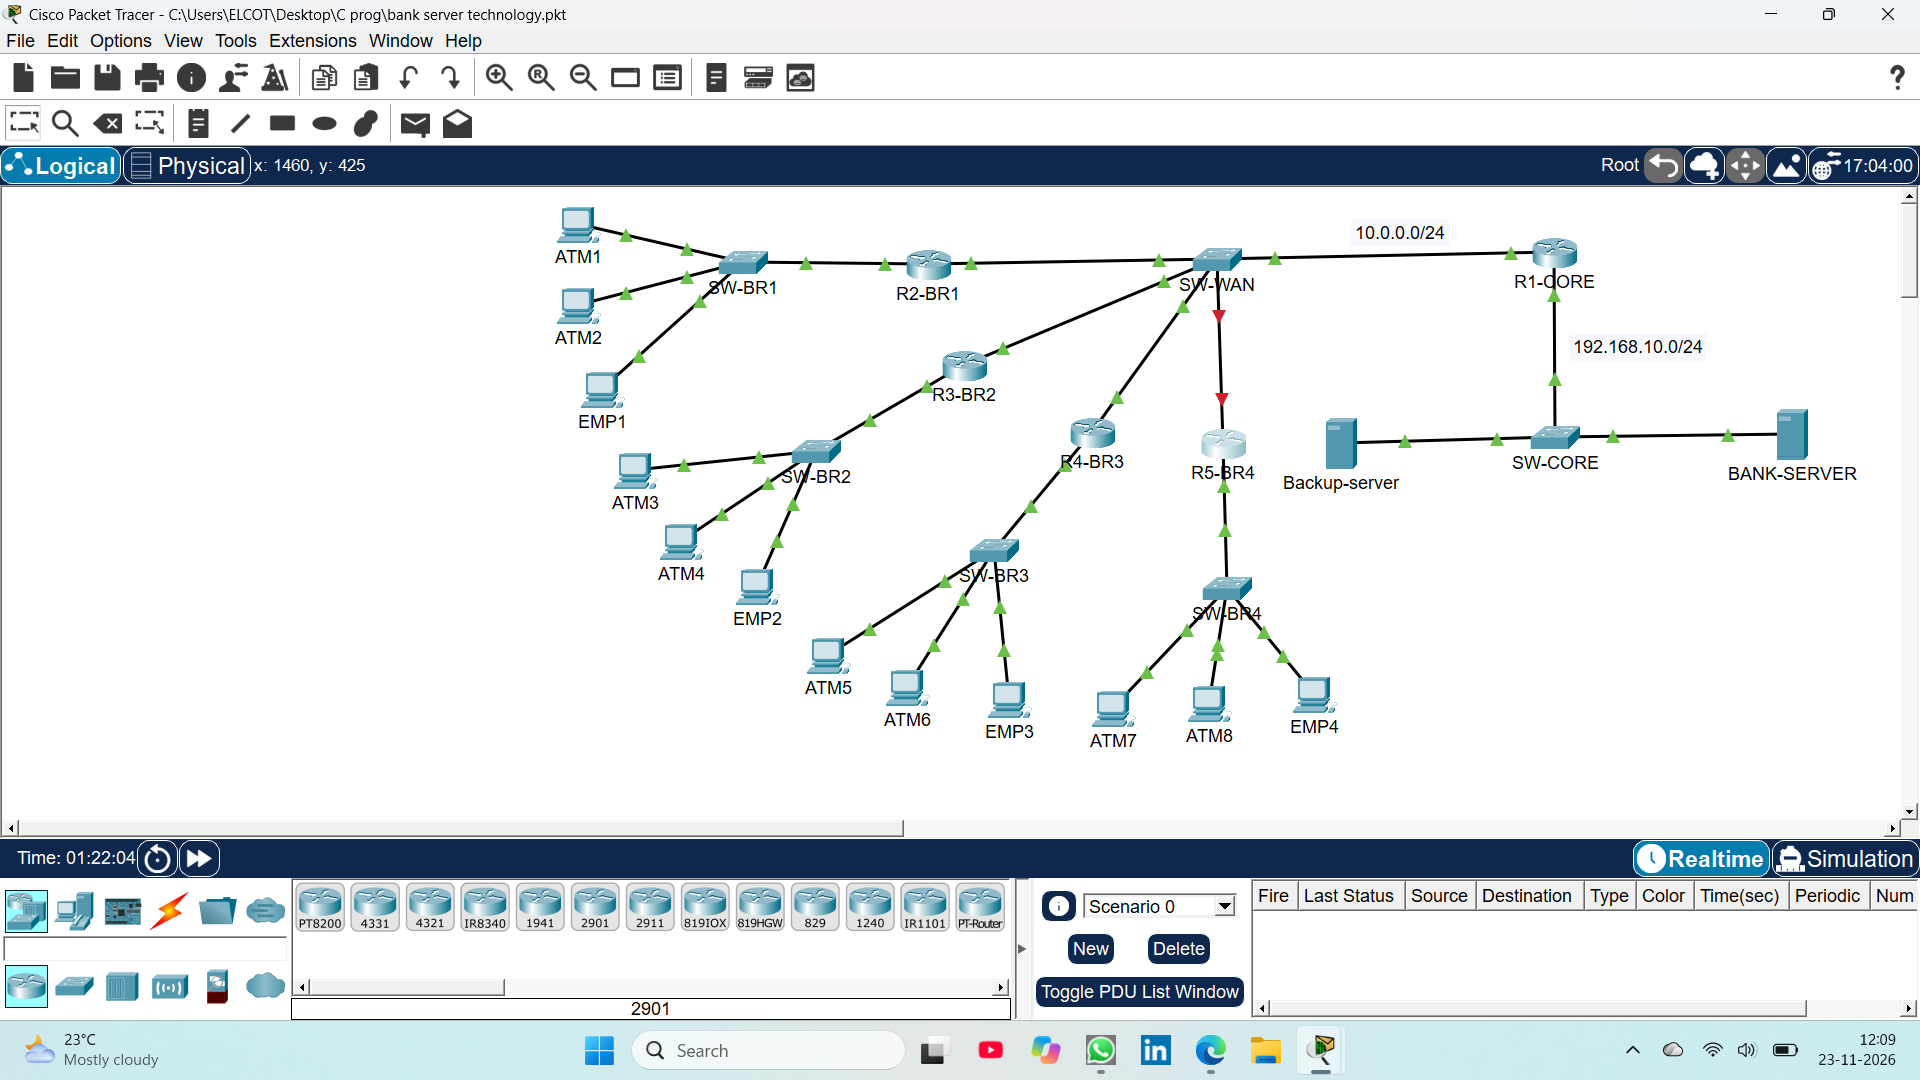 Cisco Packet Tracer - C:\Users\ELCOT\Desktop\C prog\bank server technology.pkt
File Edit Options View Tools Extensions Window Help
?
Logical Physical x: 1460, y: 425 Root 17:04:00
10.0.0.0/24
ATM1
SW-BR1
R2-BR1
SW-WAN
R1-CORE
ATM2
192.168.10.0/24
R3-BR2
EMP1
R4-BR3
R5-BR4
SW-CORE
Backup-server
BANK-SERVER
SW-BR2
ATM3
ATM4
SW-BR3
EMP2
SW-BR4
ATM5
ATM6
EMP3
ATM7
ATM8
EMP4
Time: 01:22:04 Realtime Simulation
PT8200 4331 4321 IR8340 1941 2901 2911 819IOX 819HGW 829 1240 IR1101 PT-Router
2901
Scenario 0
New Delete
Toggle PDU List Window
Fire Last Status Source Destination Type Color Time(sec) Periodic Num
23°C
Mostly cloudy
Search
12:09
23-11-2026